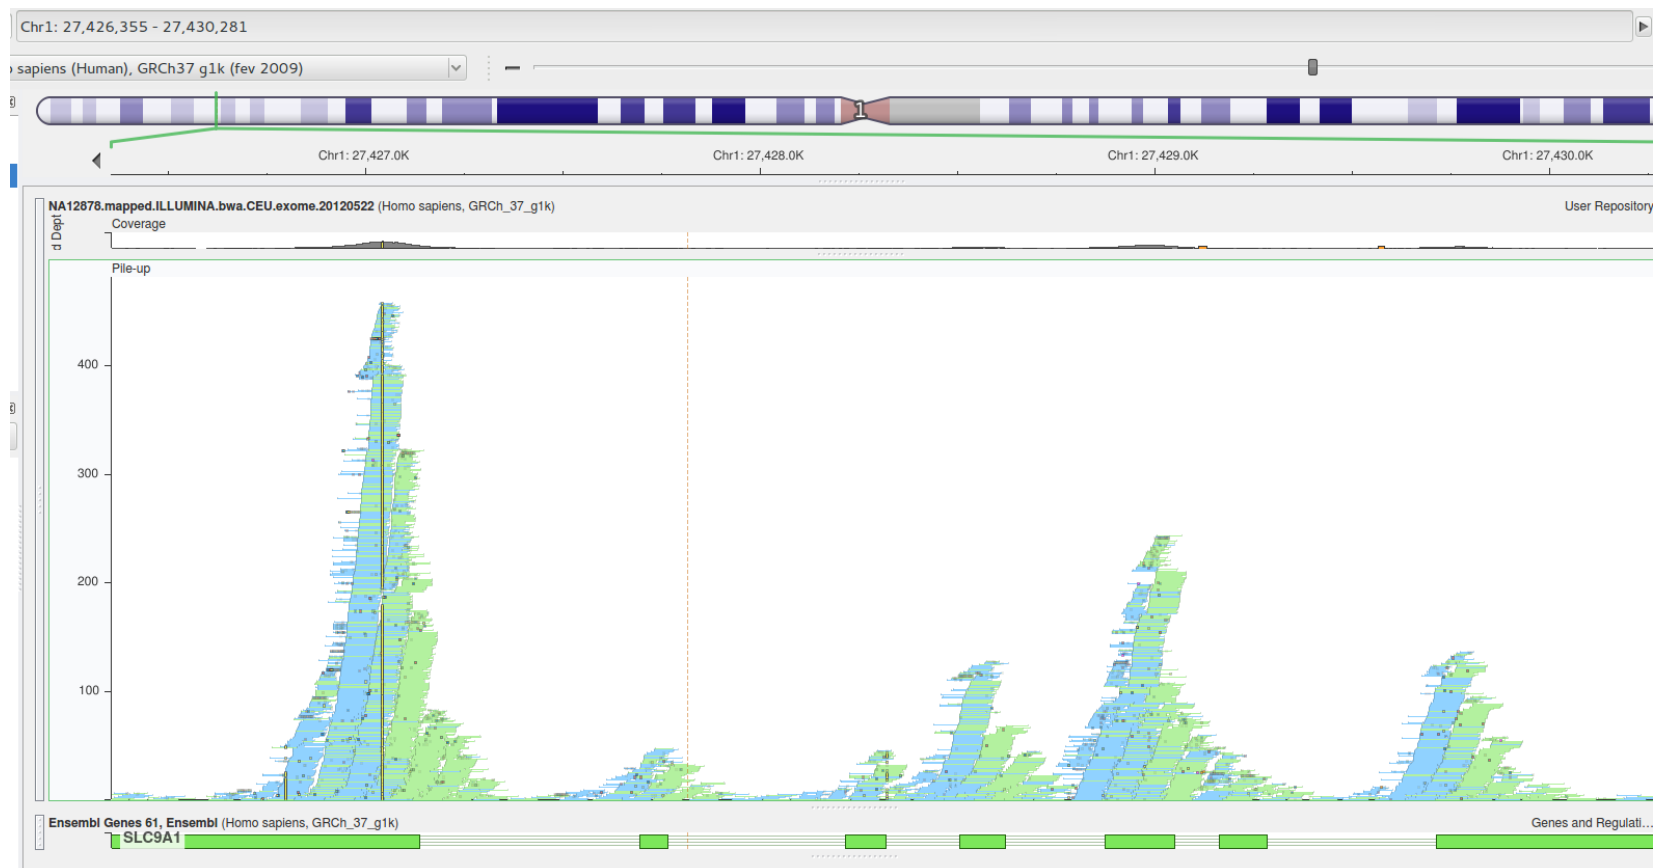 Chr1: 27,426,355 - 27,430,281
sapiens (Human), GRCh37 g1k (fev 2009)
1
Chr1: 27,427.0K Chr1: 27,428.0K Chr1: 27,429.0K Chr1: 27,430.0K
NA12878.mapped.ILLUMINA.bwa.CEU.exome.20120522 (Homo sapiens, GRCh_37_g1k) User Repository
d Dept
Coverage
Pile-up
400
300
200
100
Ensembl Genes 61, Ensembl (Homo sapiens, GRCh_37_g1k) Genes and Regulati...
SLC9A1